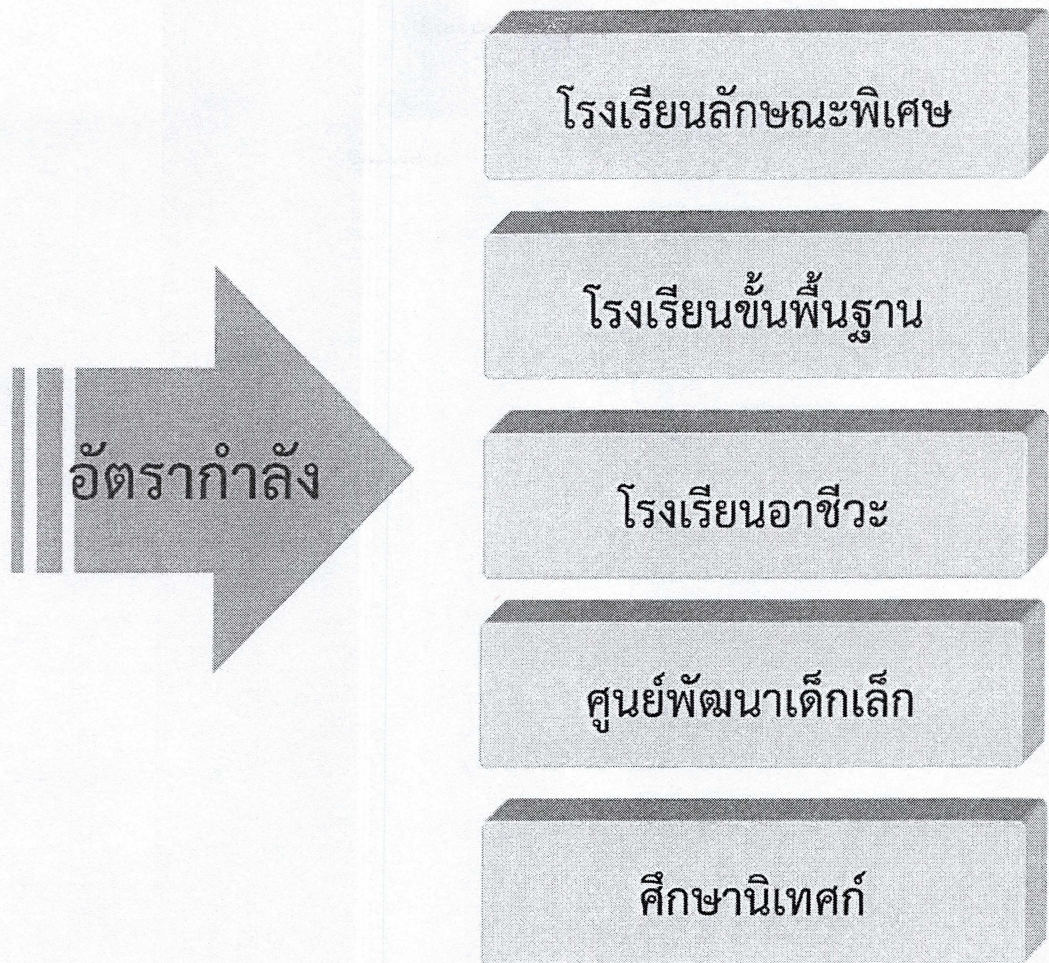 โรงเรียนลักษณะพิเศษ
โรงเรียนขั้นพื้นฐาน
อัตรากำลัง
โรงเรียนอาชีวะ
ศูนย์พัฒนาเด็กเล็ก
ศึกษานิเทศก์